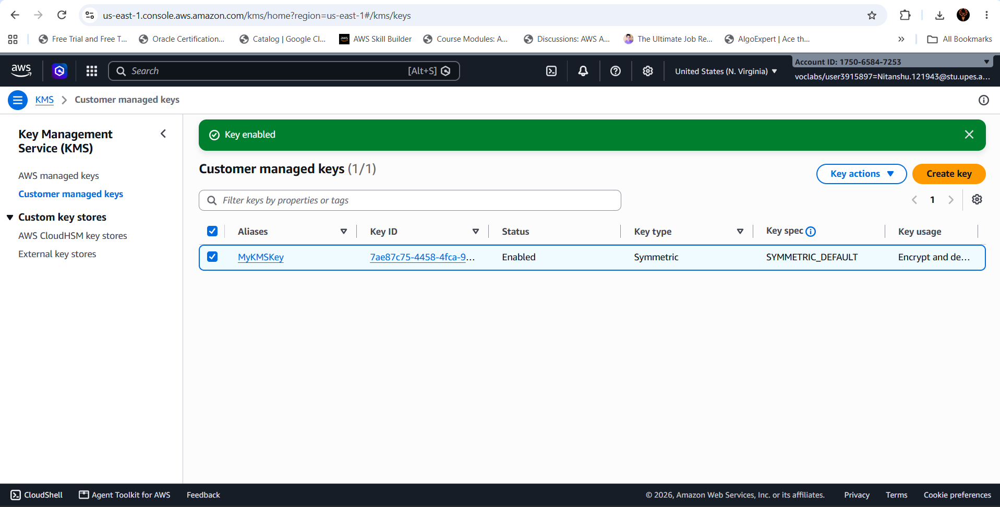 us-east-1.console.aws.amazon.com/kms/home?region=us-east-1#/kms/keys
Free Trial and Free T... Oracle Certification... Catalog | Google Cl... aws AWS Skill Builder Course Modules: A... Discussions: AWS A... The Ultimate Job Re... AlgoExpert | Ace th... » All Bookmarks
aws Search [Alt+S] United States (N. Virginia) ▼ Account ID: 1750-6584-7253
voclabs/user3915897=Nitanshu.121943@stu.upes.a...
KMS > Customer managed keys
Key Management
Service (KMS)
AWS managed keys
Customer managed keys
Custom key stores
AWS CloudHSM key stores
External key stores
Key enabled
Customer managed keys (1/1)
Key actions Create key
Filter keys by properties or tags
1
Aliases Key ID Status Key type Key spec Key usage
MyKMSKey 7ae87c75-4458-4fca-9... Enabled Symmetric SYMMETRIC_DEFAULT Encrypt and de...
CloudShell Agent Toolkit for AWS Feedback © 2026, Amazon Web Services, Inc. or its affiliates. Privacy Terms Cookie preferences